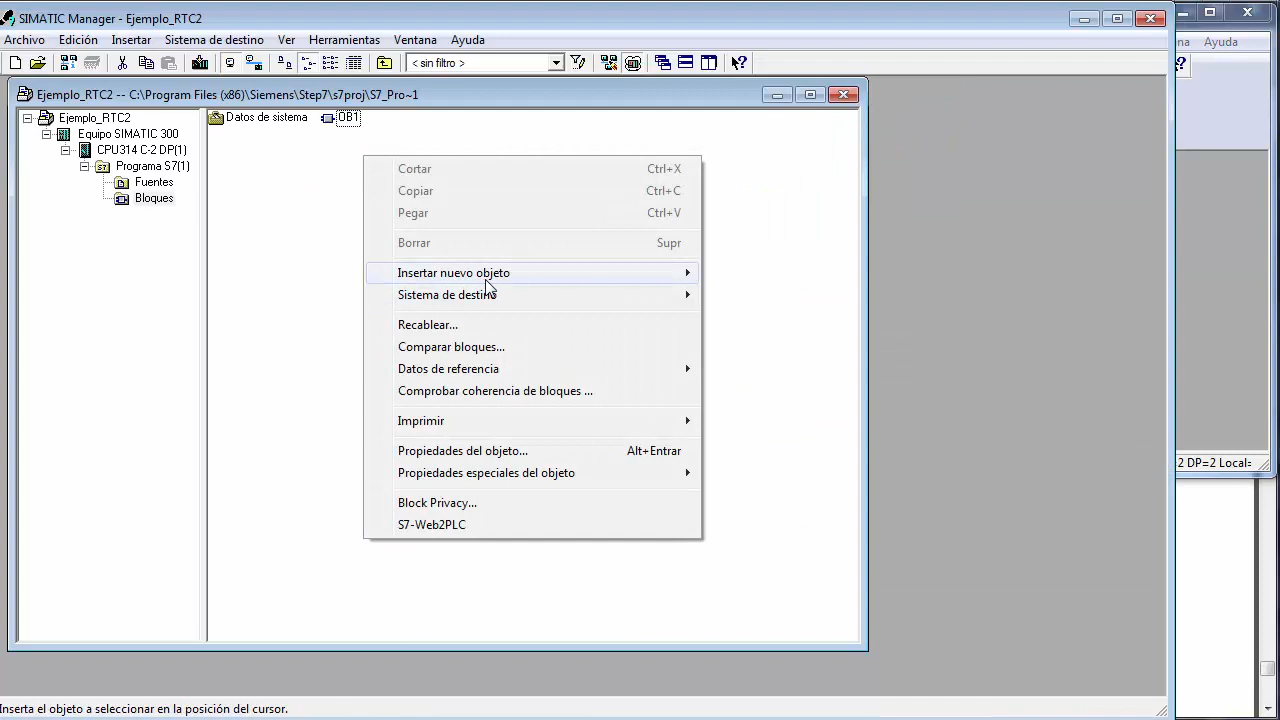 SIMATIC Manager - Ejemplo_RTC2
Archivo Edición Insertar Sistema de destino Ver Herramientas Ventana Ayuda
na Ayuda
< sin filtro >
Ejemplo_RTC2 -- C:\Program Files (x86)\Siemens\Step7\s7proj\S7_Pro~1
Ejemplo_RTC2
Equipo SIMATIC 300
CPU314 C-2 DP(1)
Programa S7(1)
Fuentes
Bloques
Datos de sistema OB1
Cortar Ctrl+X
Copiar Ctrl+C
Pegar Ctrl+V
Borrar Supr
Insertar nuevo objeto
Sistema de destino
Recablear...
Comparar bloques...
Datos de referencia
Comprobar coherencia de bloques ...
Imprimir
Propiedades del objeto... Alt+Entrar
Propiedades especiales del objeto
Block Privacy...
S7-Web2PLC
=2 DP=2 Local=
Inserta el objeto a seleccionar en la posición del cursor.